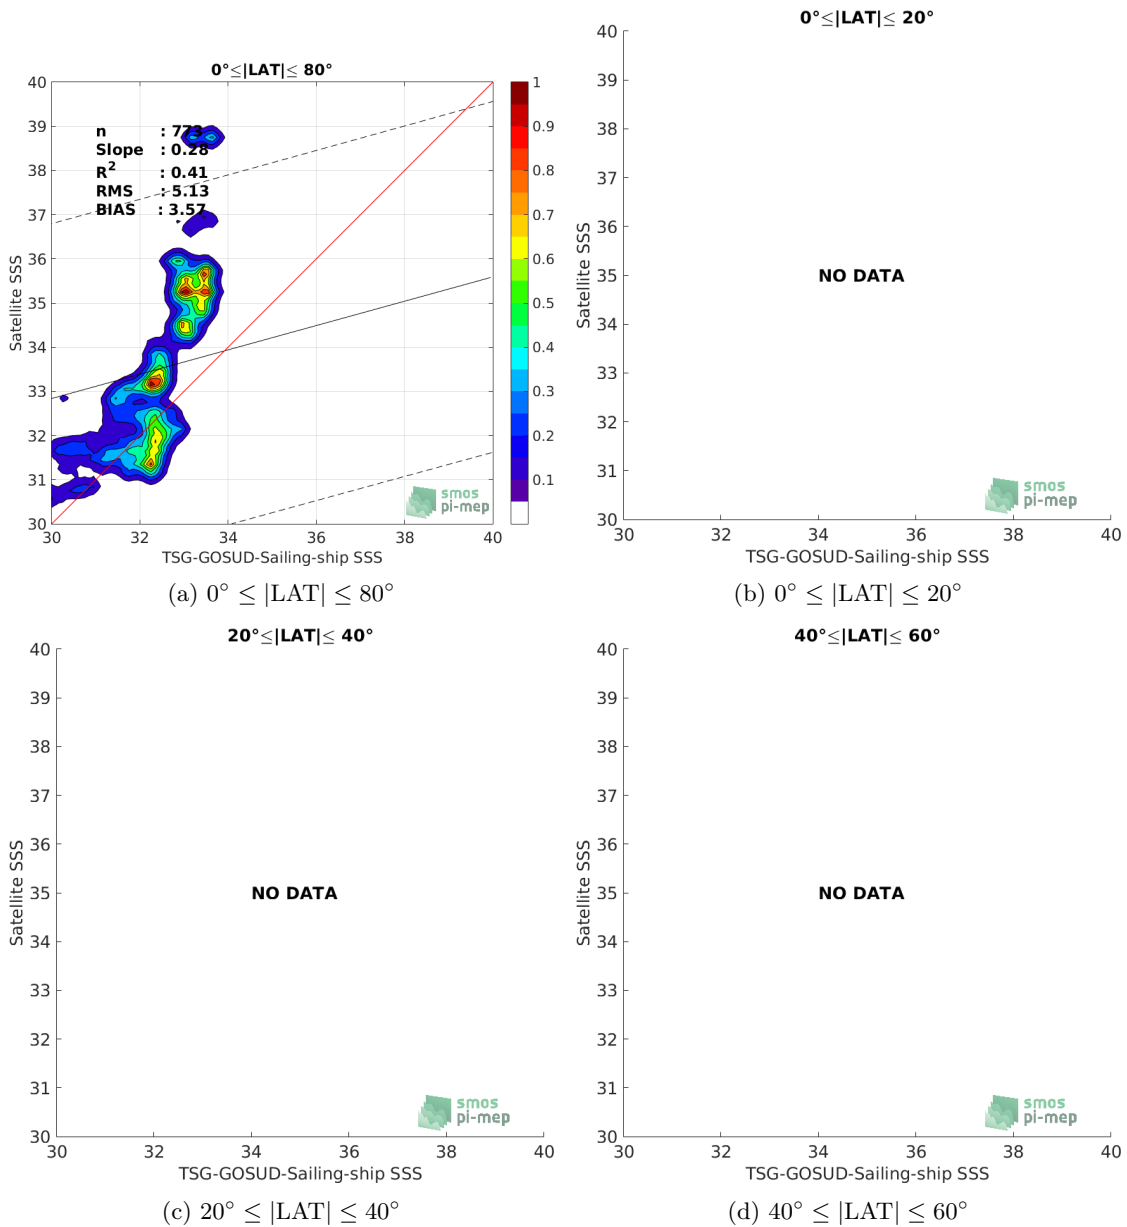 0°≤|LAT|≤ 80°
40
39
38
37
36
35
34
33
32
31
30
Satellite SSS
n : 773
Slope : 0.28
R² : 0.41
RMS : 5.13
BIAS : 3.57
1
0.9
0.8
0.7
0.6
0.5
0.4
0.3
0.2
0.1
smos
pi-mep
30 32 34 36 38 40
TSG-GOSUD-Sailing-ship SSS
(a) 0° ≤ |LAT| ≤ 80°
0°≤|LAT|≤ 20°
40
39
38
37
36
35
34
33
32
31
30
Satellite SSS
NO DATA
smos
pi-mep
30 32 34 36 38 40
TSG-GOSUD-Sailing-ship SSS
(b) 0° ≤ |LAT| ≤ 20°
20°≤|LAT|≤ 40°
40
39
38
37
36
35
34
33
32
31
30
Satellite SSS
NO DATA
smos
pi-mep
30 32 34 36 38 40
TSG-GOSUD-Sailing-ship SSS
(c) 20° ≤ |LAT| ≤ 40°
40°≤|LAT|≤ 60°
40
39
38
37
36
35
34
33
32
31
30
Satellite SSS
NO DATA
smos
pi-mep
30 32 34 36 38 40
TSG-GOSUD-Sailing-ship SSS
(d) 40° ≤ |LAT| ≤ 60°